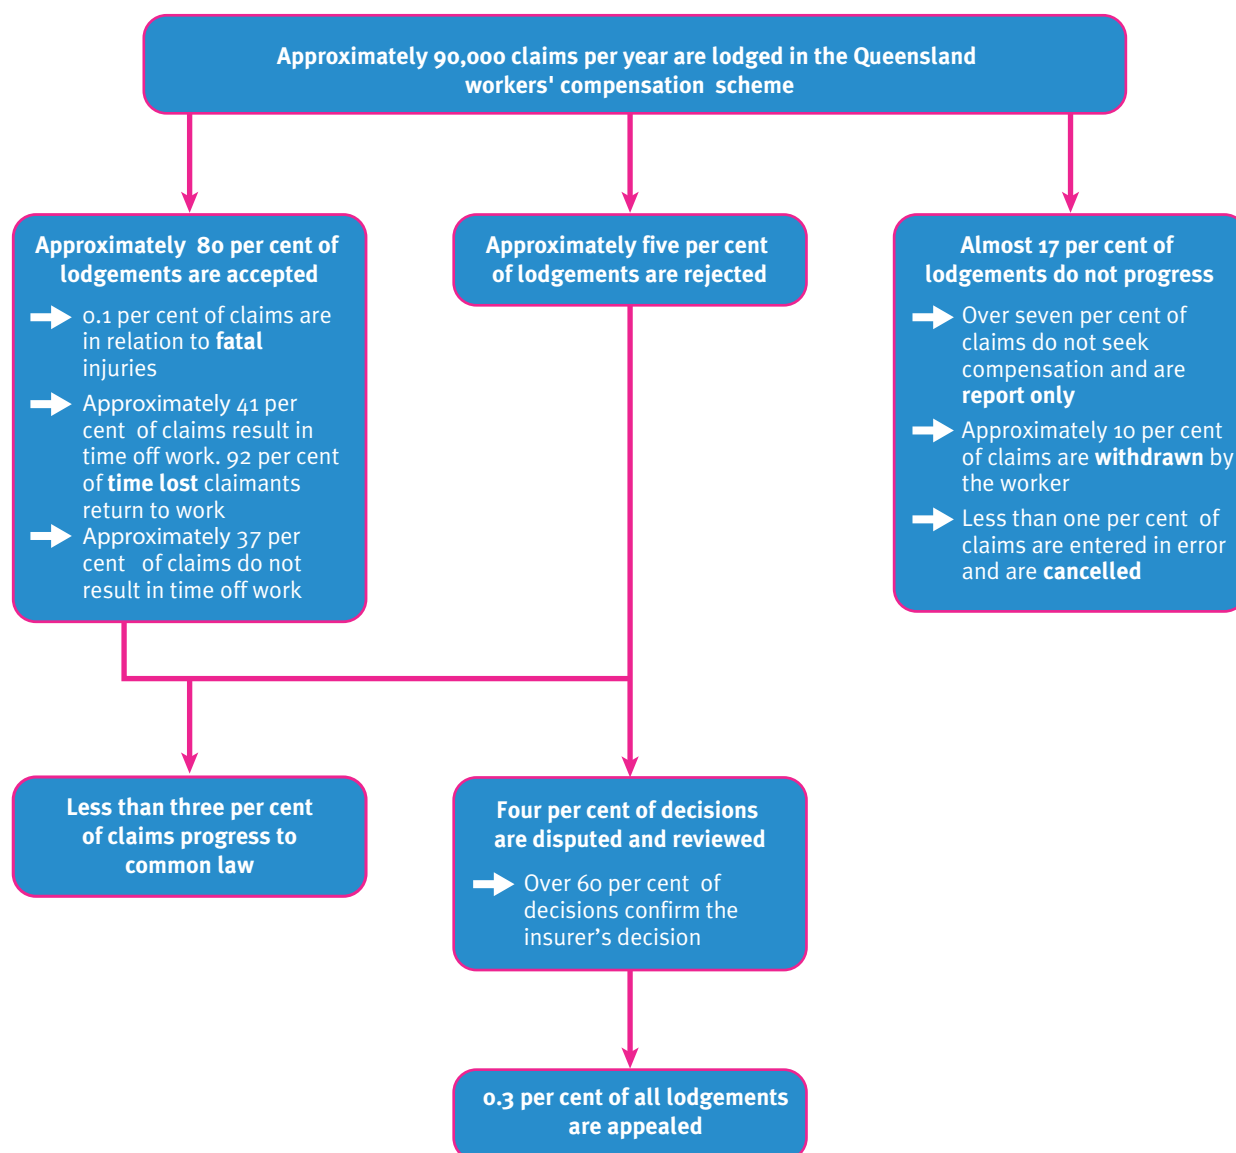 Approximately 90,000 claims per year are lodged in the Queensland
workers' compensation scheme
Approximately 80 per cent of
lodgements are accepted
0.1 per cent of claims are
in relation to fatal
injuries
Approximately 41 per
cent of claims result in
time off work. 92 per cent
of time lost claimants
return to work
Approximately 37 per
cent of claims do not
result in time off work
Approximately five per cent
of lodgements are rejected
Almost 17 per cent of
lodgements do not progress
Over seven per cent of
claims do not seek
compensation and are
report only
Approximately 10 per cent
of claims are withdrawn by
the worker
Less than one per cent of
claims are entered in error
and are cancelled
Less than three per cent
of claims progress to
common law
Four per cent of decisions
are disputed and reviewed
Over 60 per cent of
decisions confirm the
insurer’s decision
0.3 per cent of all lodgements
are appealed